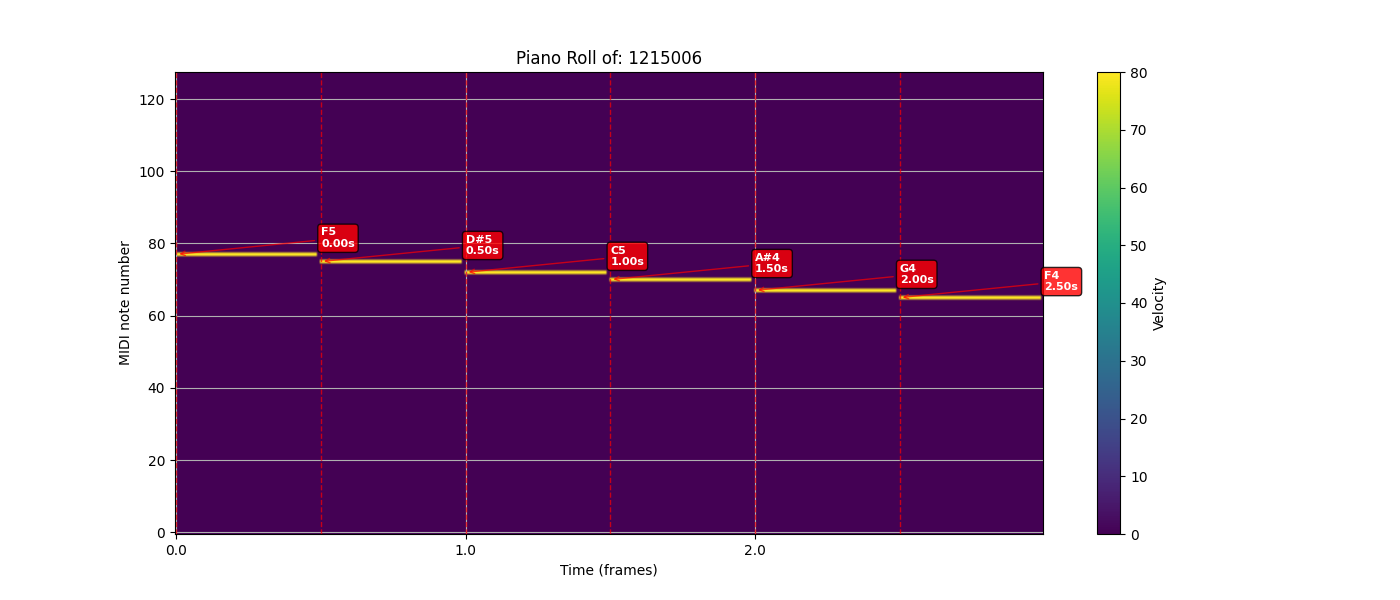 Piano Roll of: 1215006
MIDI note number
120
100
80
60
40
20
0
F5
0.00s
D#5
0.50s
C5
1.00s
A#4
1.50s
G4
2.00s
F4
2.50s
0.0
1.0
2.0
Time (frames)
80
70
60
50
40
30
20
10
0
Velocity